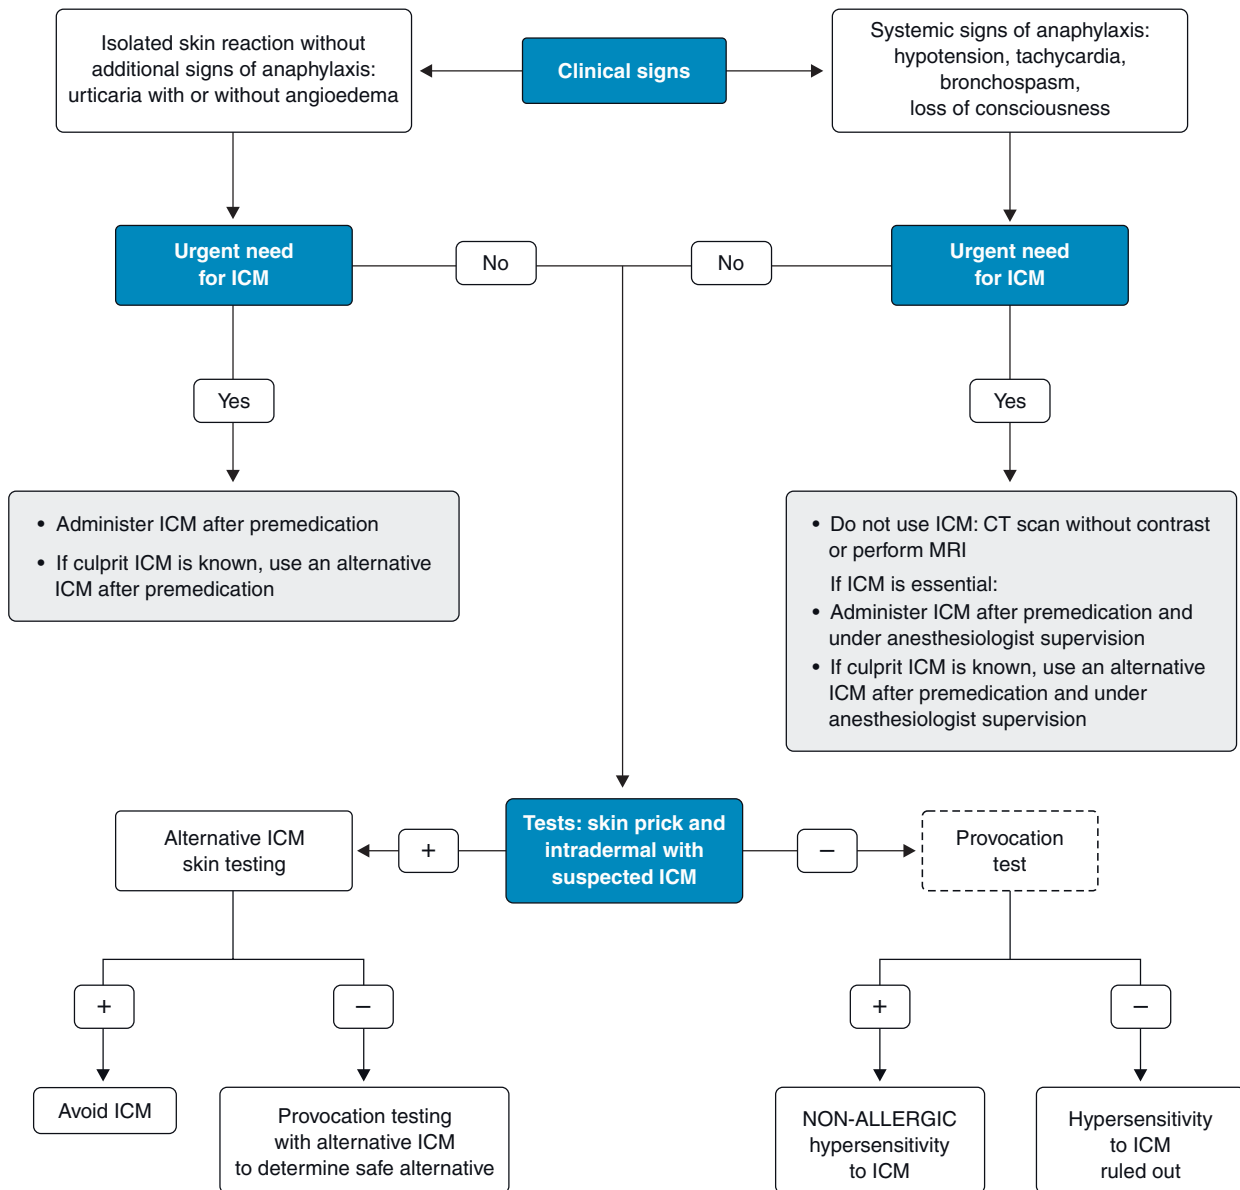 Isolated skin reaction without
additional signs of anaphylaxis:
urticaria with or without angioedema
Clinical signs
Systemic signs of anaphylaxis:
hypotension, tachycardia,
bronchospasm,
loss of consciousness
Urgent need
for ICM
No
No
Urgent need
for ICM
Yes
Yes
• Administer ICM after premedication
• If culprit ICM is known, use an alternative
ICM after premedication
• Do not use ICM: CT scan without contrast
or perform MRI
If ICM is essential:
• Administer ICM after premedication and
under anesthesiologist supervision
• If culprit ICM is known, use an alternative
ICM after premedication and under
anesthesiologist supervision
Alternative ICM
skin testing
+
Tests: skin prick and
intradermal with
suspected ICM
−
Provocation
test
+
−
+
−
Avoid ICM
Provocation testing
with alternative ICM
to determine safe alternative
NON-ALLERGIC
hypersensitivity
to ICM
Hypersensitivity
to ICM
ruled out